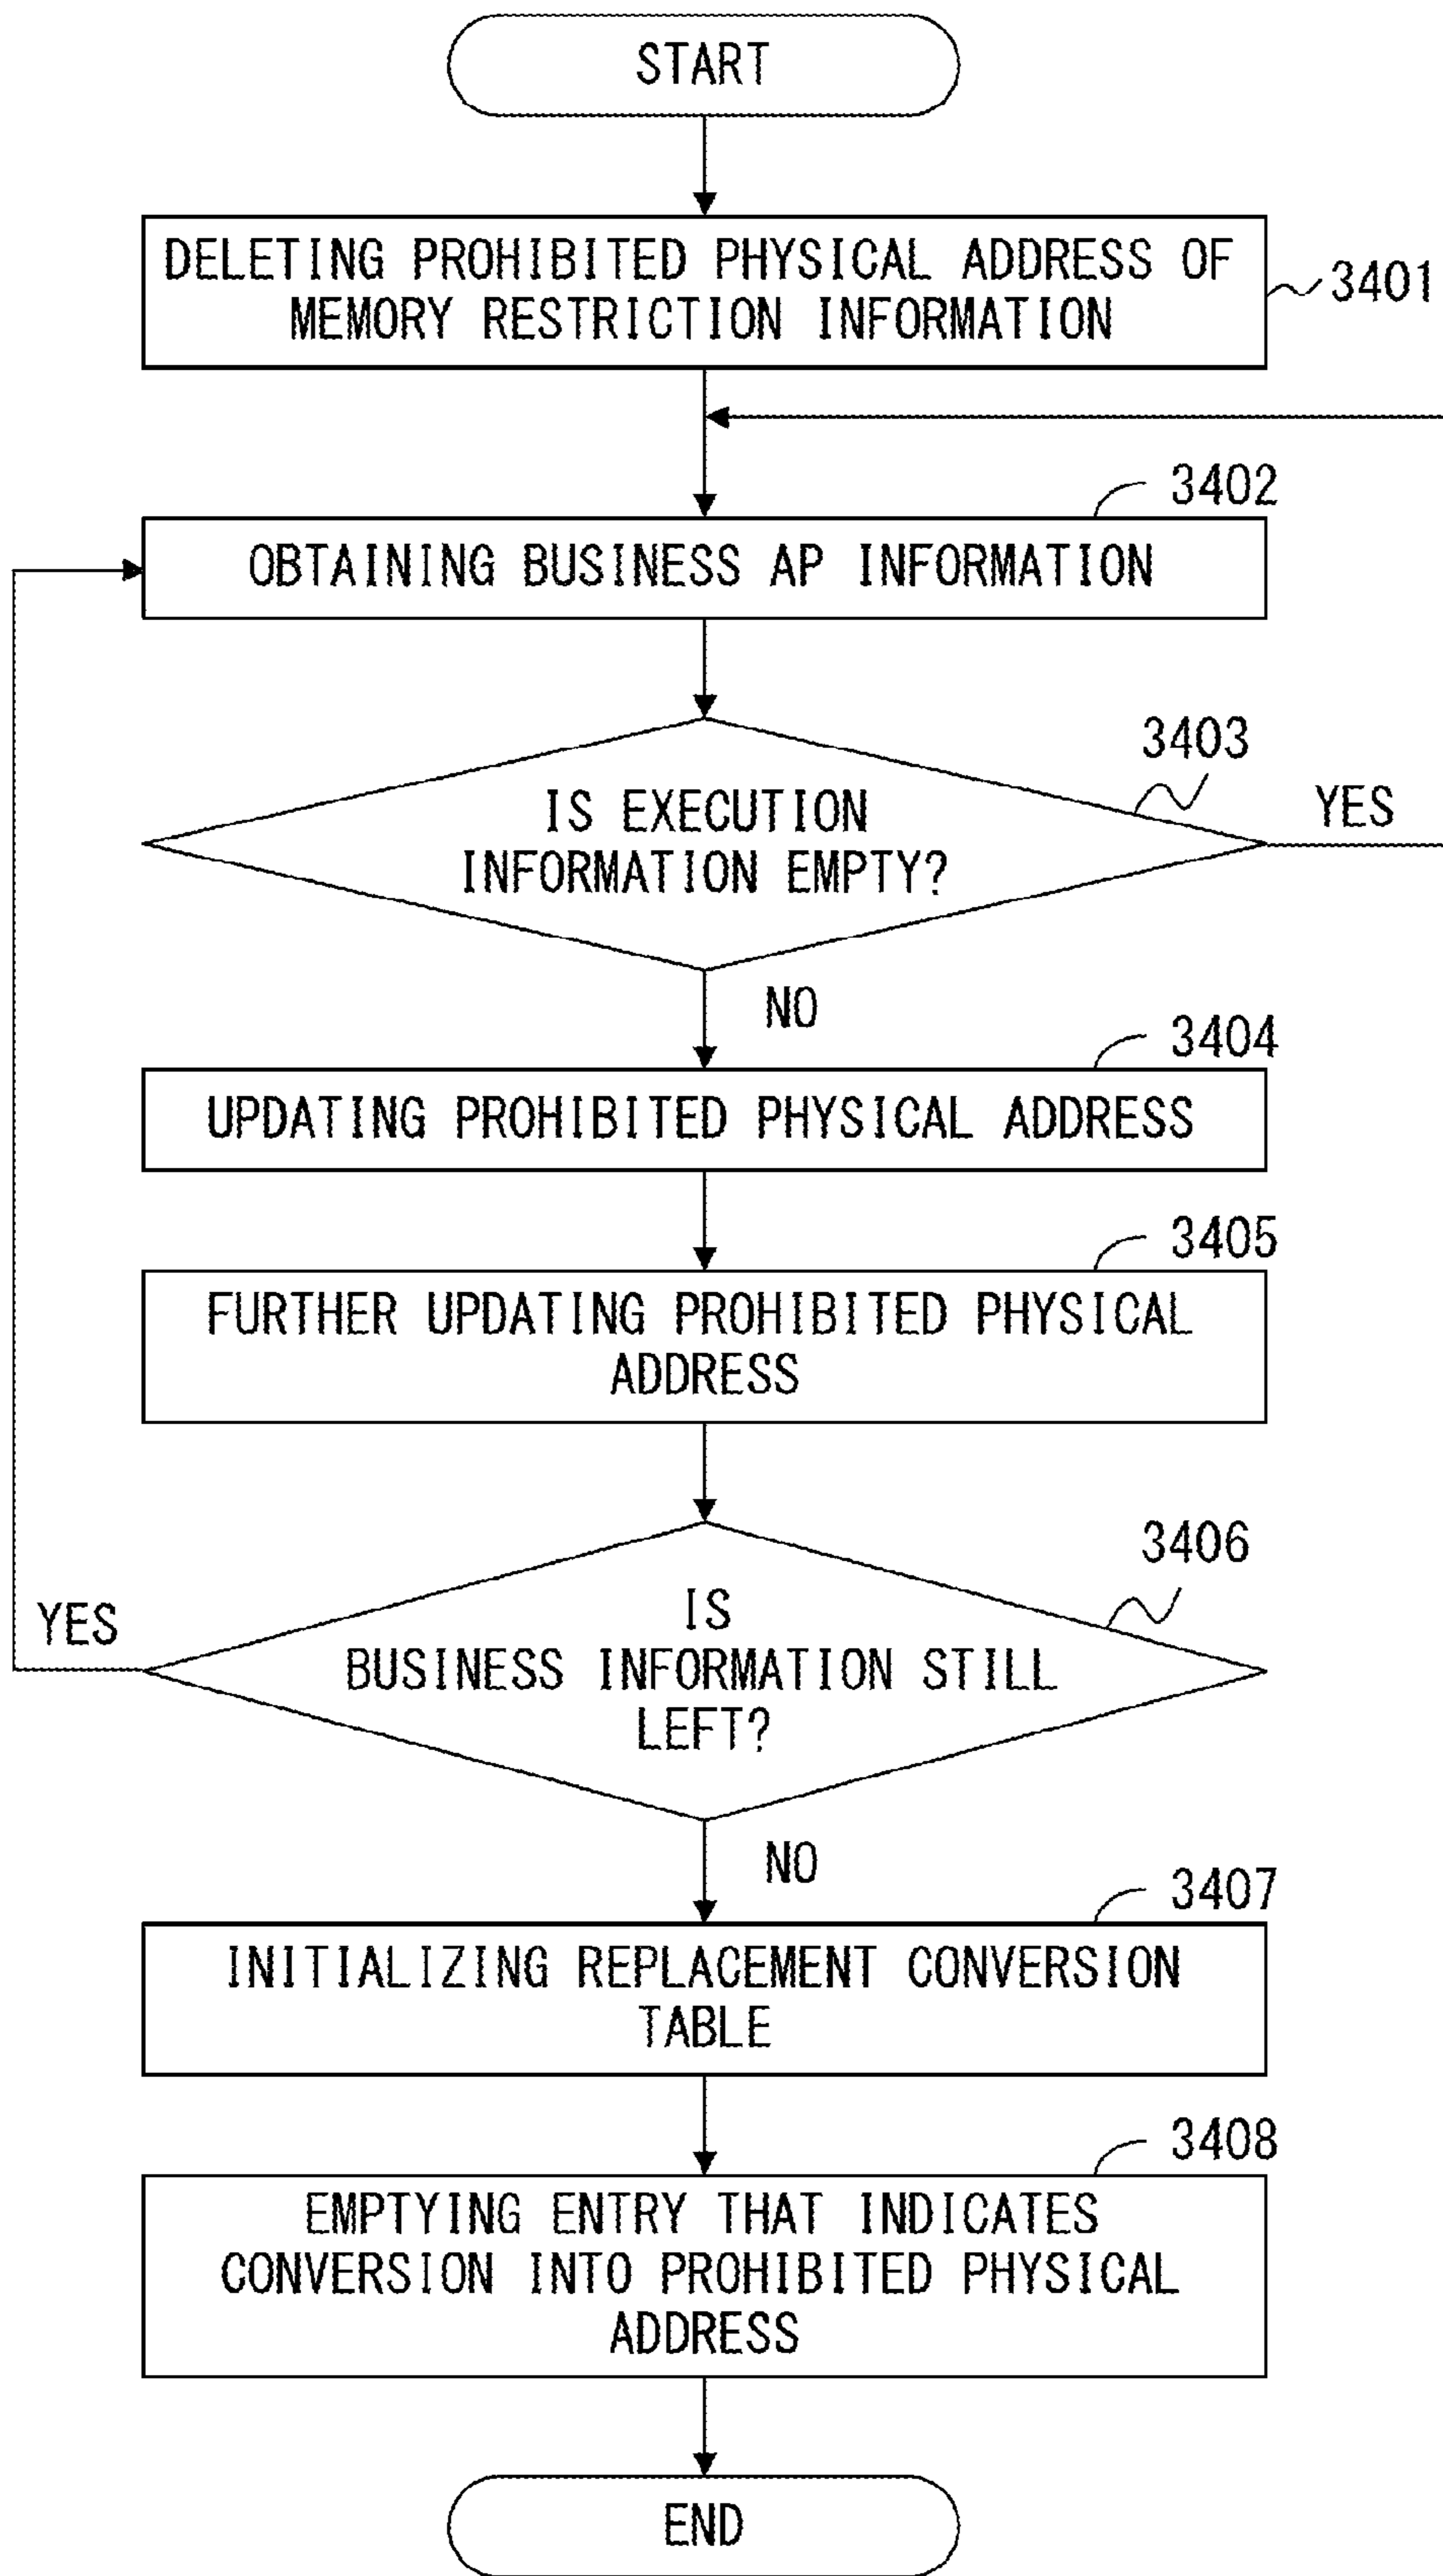 START
DELETING PROHIBITED PHYSICAL ADDRESS OF
MEMORY RESTRICTION INFORMATION
3401
3402
OBTAINING BUSINESS AP INFORMATION
3403
IS EXECUTION
INFORMATION EMPTY?
YES
NO
3404
UPDATING PROHIBITED PHYSICAL ADDRESS
3405
FURTHER UPDATING PROHIBITED PHYSICAL
ADDRESS
3406
IS
BUSINESS INFORMATION STILL
LEFT?
YES
NO
3407
INITIALIZING REPLACEMENT CONVERSION
TABLE
3408
EMPTYING ENTRY THAT INDICATES
CONVERSION INTO PROHIBITED PHYSICAL
ADDRESS
END